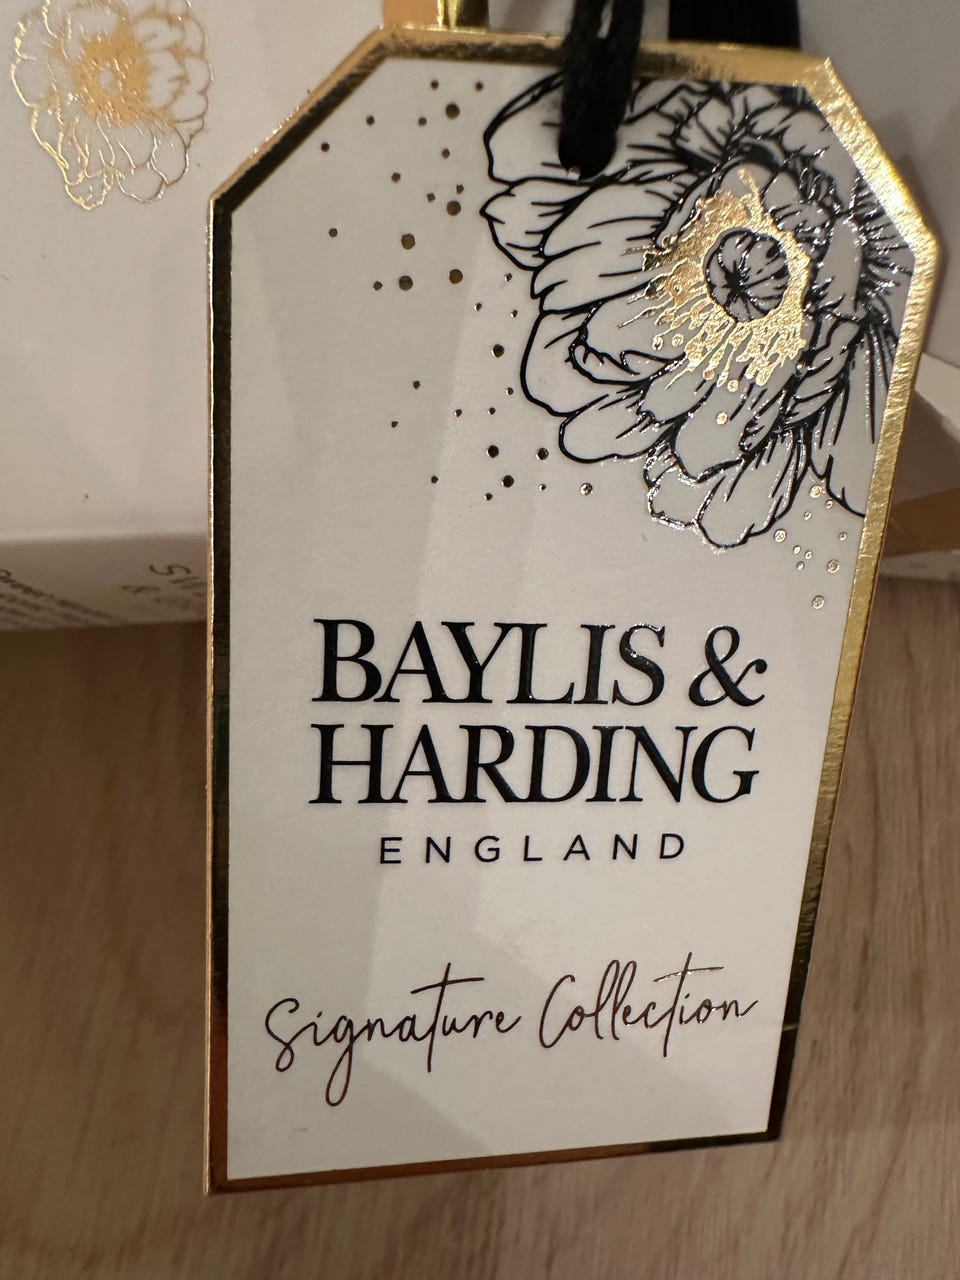 BAYLIS &
HARDING
ENGLAND
Signature Collection